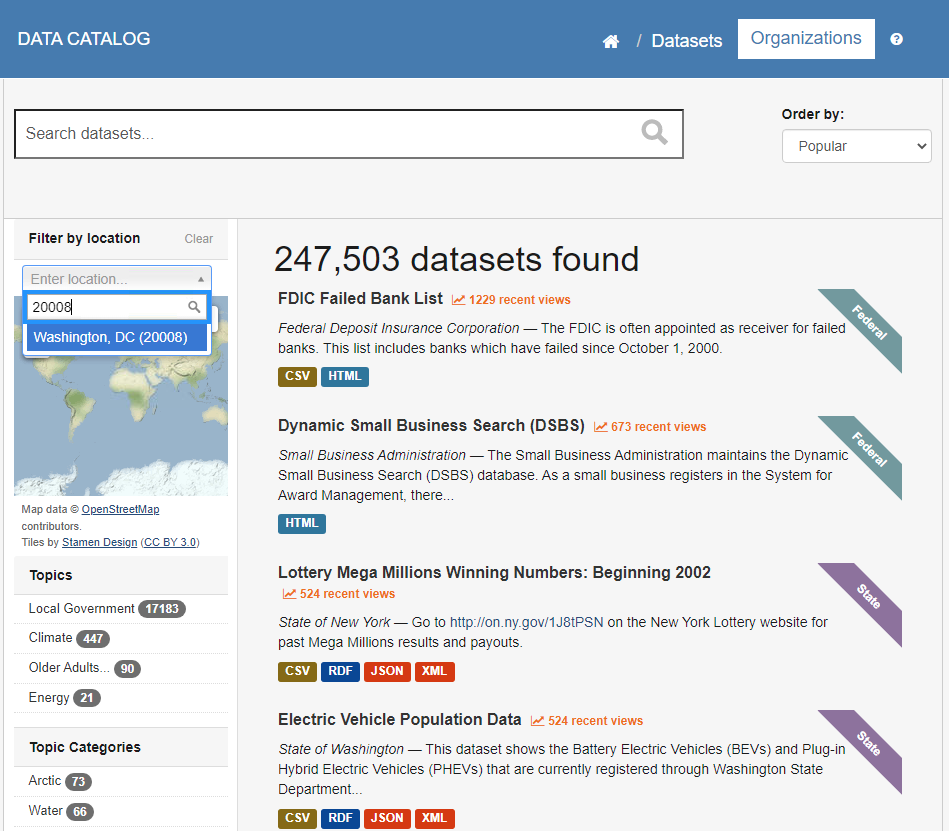 DATA CATALOG
/ Datasets
Organizations
?
Search datasets...
Order by:
Popular
Filter by location
Clear
Enter location...
20008
Washington, DC (20008)
Map data © OpenStreetMap
contributors.
Tiles by Stamen Design (CC BY 3.0)
Topics
Local Government 17183
Climate 447
Older Adults... 90
Energy 21
Topic Categories
Arctic 73
Water 66
247,503 datasets found
FDIC Failed Bank List 1229 recent views
Federal
Federal Deposit Insurance Corporation — The FDIC is often appointed as receiver for failed
banks. This list includes banks which have failed since October 1, 2000.
CSV HTML
Dynamic Small Business Search (DSBS) 673 recent views
Federal
Small Business Administration — The Small Business Administration maintains the Dynamic
Small Business Search (DSBS) database. As a small business registers in the System for
Award Management, there...
HTML
Lottery Mega Millions Winning Numbers: Beginning 2002
524 recent views
State
State of New York — Go to http://on.ny.gov/1J8tPSN on the New York Lottery website for
past Mega Millions results and payouts.
CSV RDF JSON XML
Electric Vehicle Population Data 524 recent views
State
State of Washington — This dataset shows the Battery Electric Vehicles (BEVs) and Plug-in
Hybrid Electric Vehicles (PHEVs) that are currently registered through Washington State
Department...
CSV RDF JSON XML